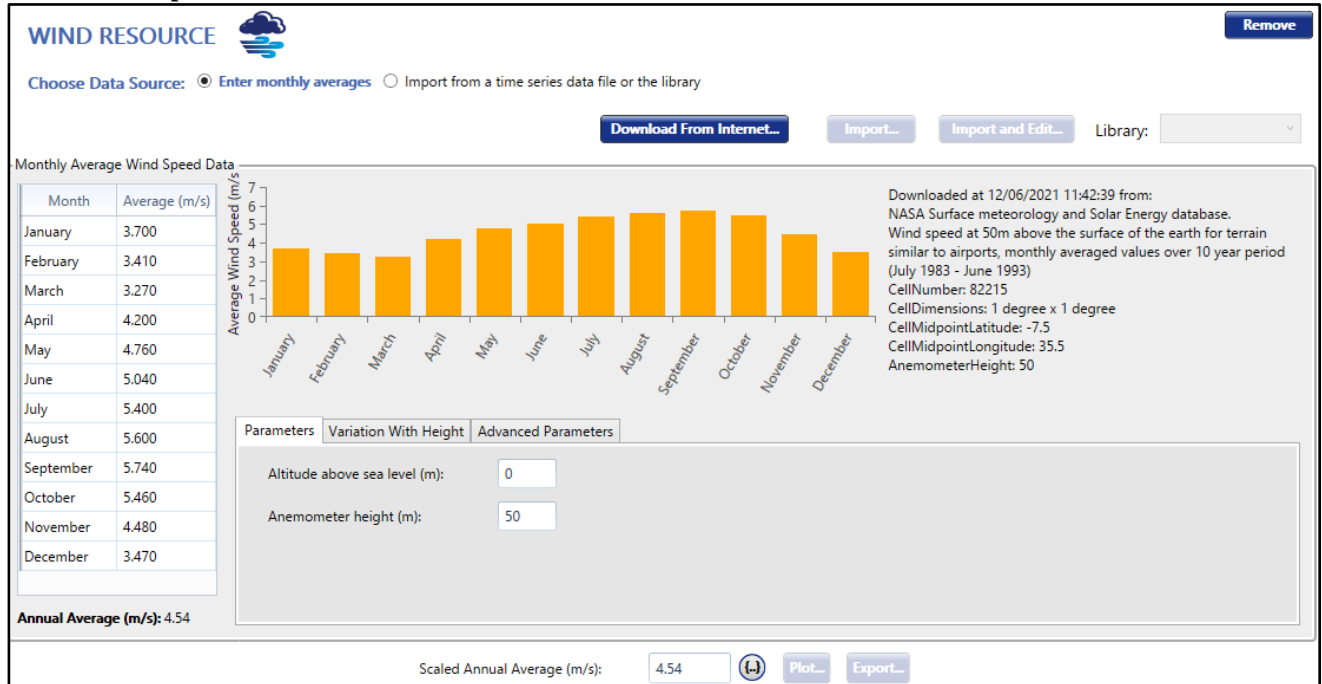 WIND RESOURCE
Remove
Choose Data Source: Enter monthly averages Import from a time series data file or the library
Download From Internet... Import... Import and Edit... Library:
Monthly Average Wind Speed Data
Month Average (m/s)
January 3.700
February 3.410
March 3.270
April 4.200
May 4.760
June 5.040
July 5.400
August 5.600
September 5.740
October 5.460
November 4.480
December 3.470
Annual Average (m/s): 4.54
Average Wind Speed (m/s
7
6
5
4
3
2
1
0
January February March April May June July August September October November December
Downloaded at 12/06/2021 11:42:39 from:
NASA Surface meteorology and Solar Energy database.
Wind speed at 50m above the surface of the earth for terrain
similar to airports, monthly averaged values over 10 year period
(July 1983 - June 1993)
CellNumber: 82215
CellDimensions: 1 degree x 1 degree
CellMidpointLatitude: -7.5
CellMidpointLongitude: 35.5
AnemometerHeight: 50
Parameters Variation With Height Advanced Parameters
Altitude above sea level (m): 0
Anemometer height (m): 50
Scaled Annual Average (m/s): 4.54 {..} Plot... Export...